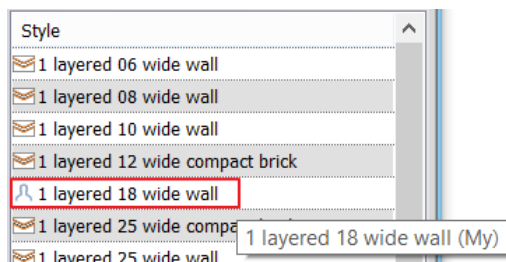 Style
1 layered 06 wide wall
1 layered 08 wide wall
1 layered 10 wide wall
1 layered 12 wide compact brick
1 layered 18 wide wall
1 layered 25 wide compa
1 layered 18 wide wall (My)
1 layered 25 wide wall